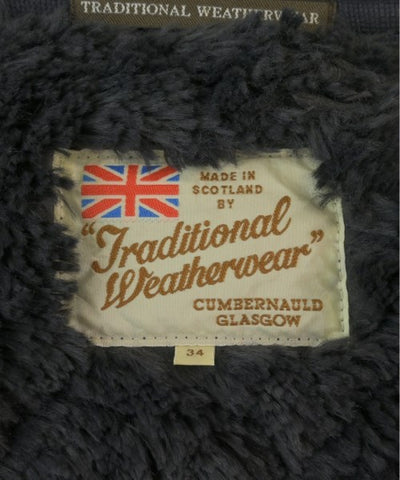 TRADITIONAL WEATHERWEAR
MADE IN
SCOTLAND
BY
"Traditional
Weatherwear"
CUMBERNAULD
GLASGOW
34